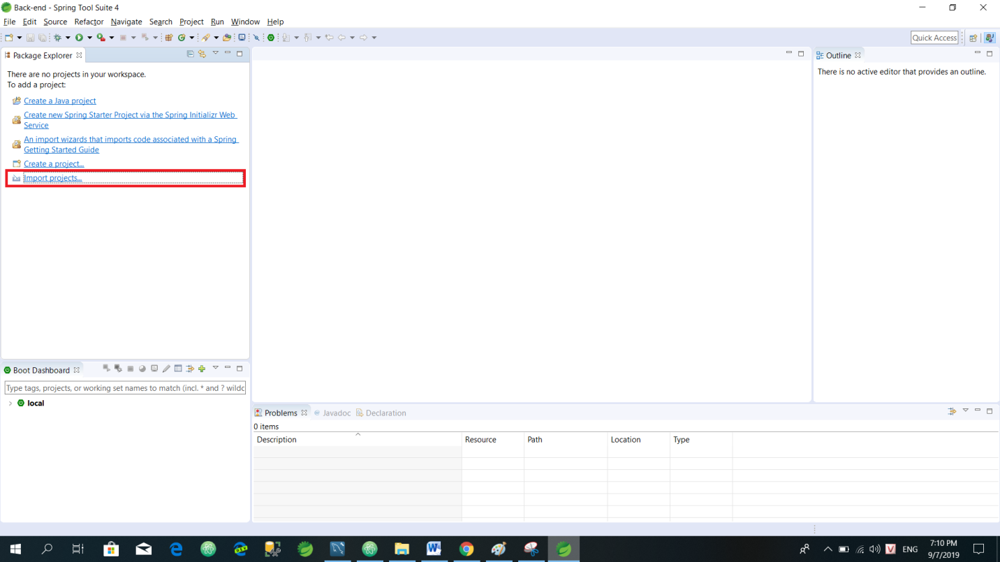 Back-end - Spring Tool Suite 4
File Edit Source Refactor Navigate Search Project Run Window Help
Quick Access
Package Explorer
There are no projects in your workspace.
To add a project:
Create a Java project
Create new Spring Starter Project via the Spring Initializr Web
Service
An import wizards that imports code associated with a Spring
Getting Started Guide
Create a project...
Import projects...
Outline
There is no active editor that provides an outline.
Boot Dashboard
Type tags, projects, or working set names to match (incl. * and ? wildc
local
Problems @ Javadoc Declaration
0 items
Description Resource Path Location Type
V ENG
7:10 PM
9/7/2019